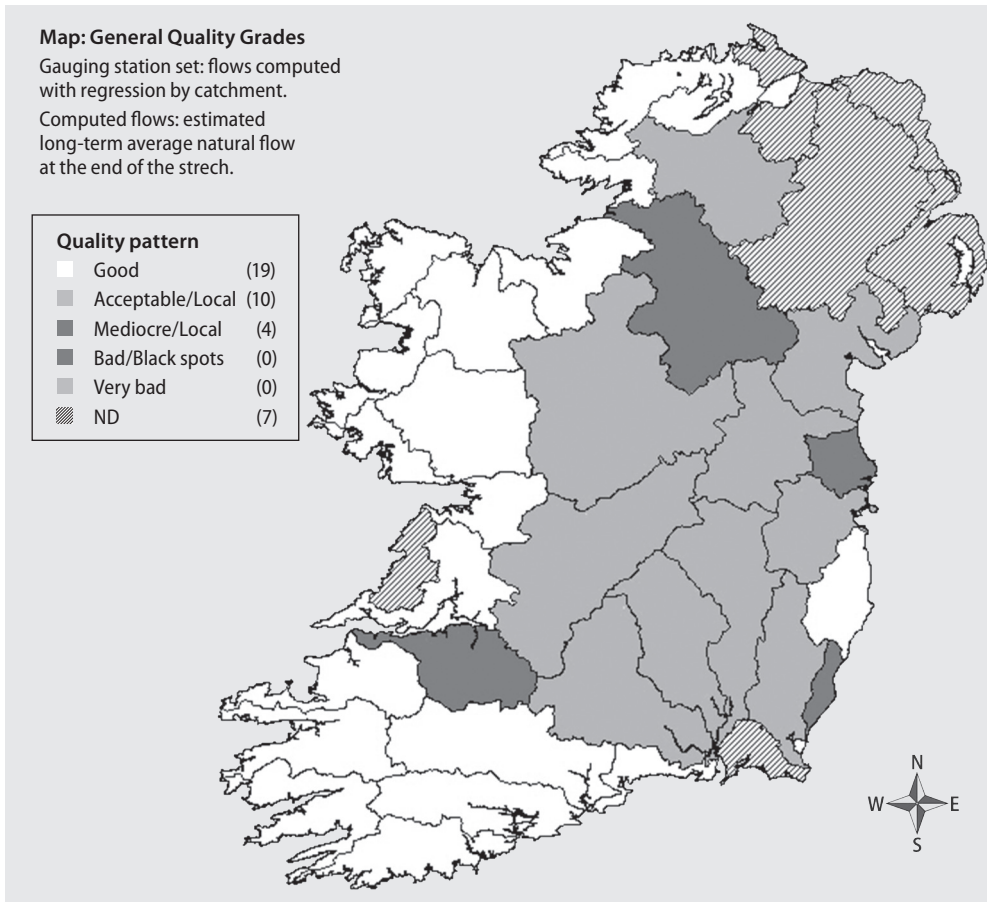 Map: General Quality Grades
Gauging station set: flows computed
with regression by catchment.
Computed flows: estimated
long-term average natural flow
at the end of the strech.
Quality pattern
Good (19)
Acceptable/Local (10)
Mediocre/Local (4)
Bad/Black spots (0)
Very bad (0)
ND (7)
N
W E
S